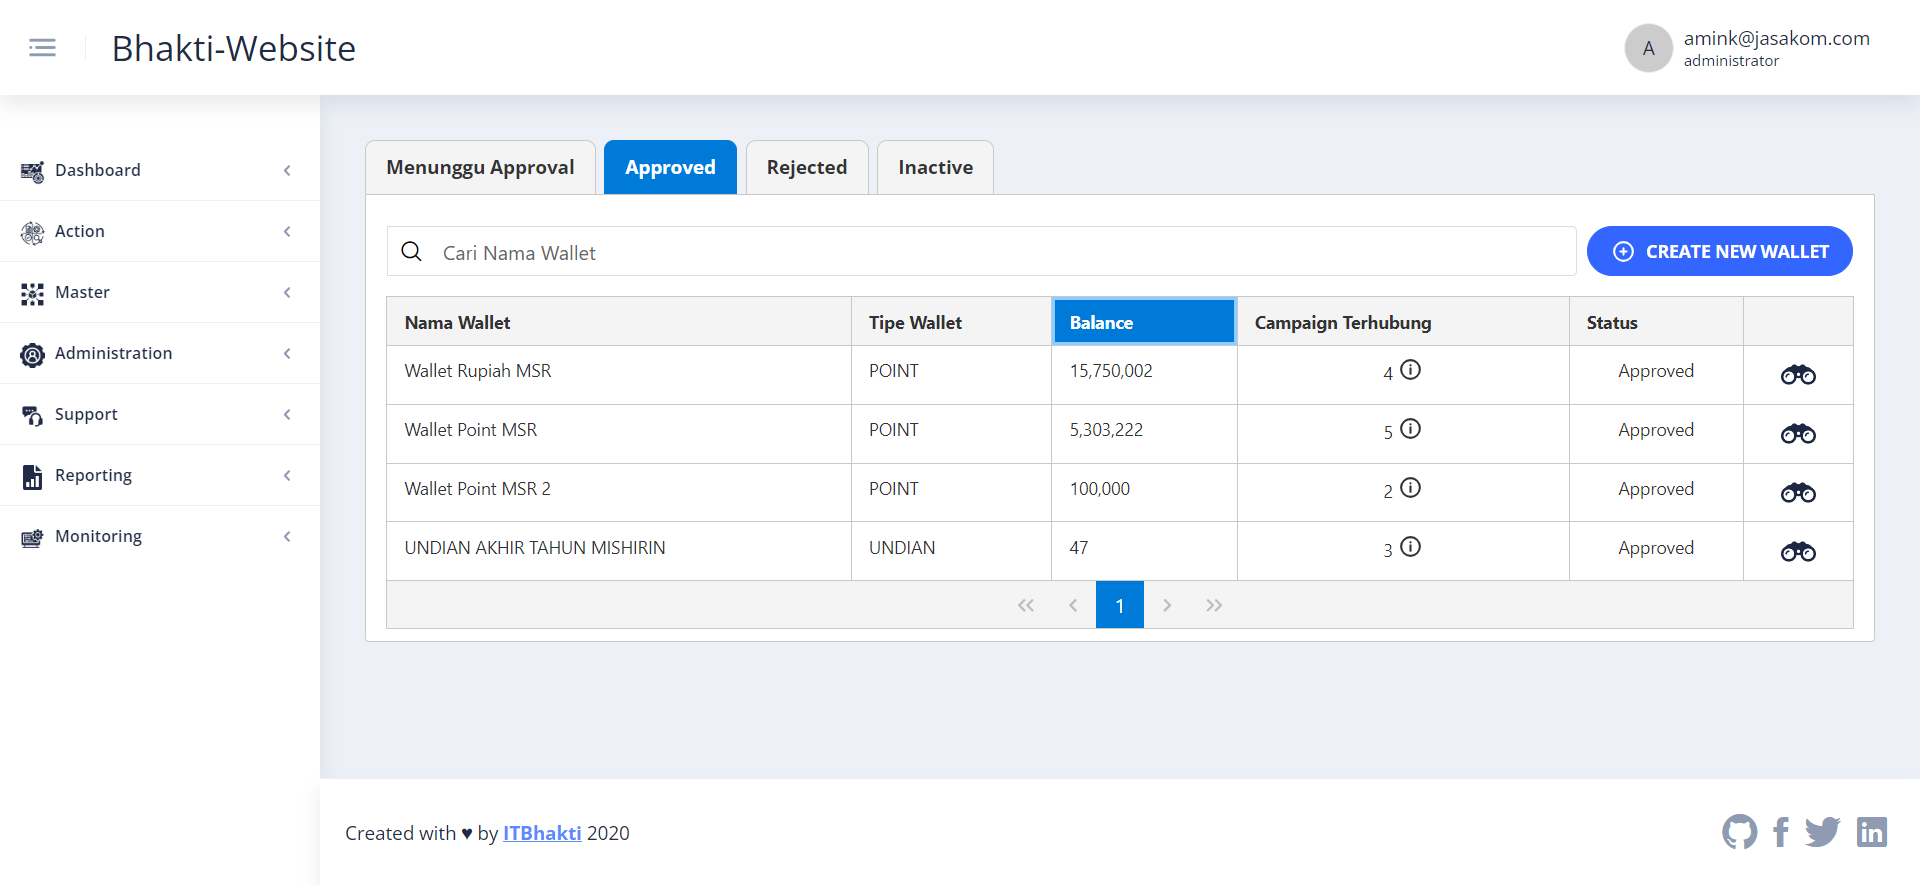 Bhakti-Website
A
amink@jasakom.com
administrator
Dashboard
Action
Master
Administration
Support
Reporting
Monitoring
Menunggu Approval
Approved
Rejected
Inactive
Cari Nama Wallet
CREATE NEW WALLET
Nama Wallet Tipe Wallet Balance Campaign Terhubung Status
Wallet Rupiah MSR POINT 15,750,002 4 Approved
Wallet Point MSR POINT 5,303,222 5 Approved
Wallet Point MSR 2 POINT 100,000 2 Approved
UNDIAN AKHIR TAHUN MISHIRIN UNDIAN 47 3 Approved
1
Created with ♥ by ITBhakti 2020